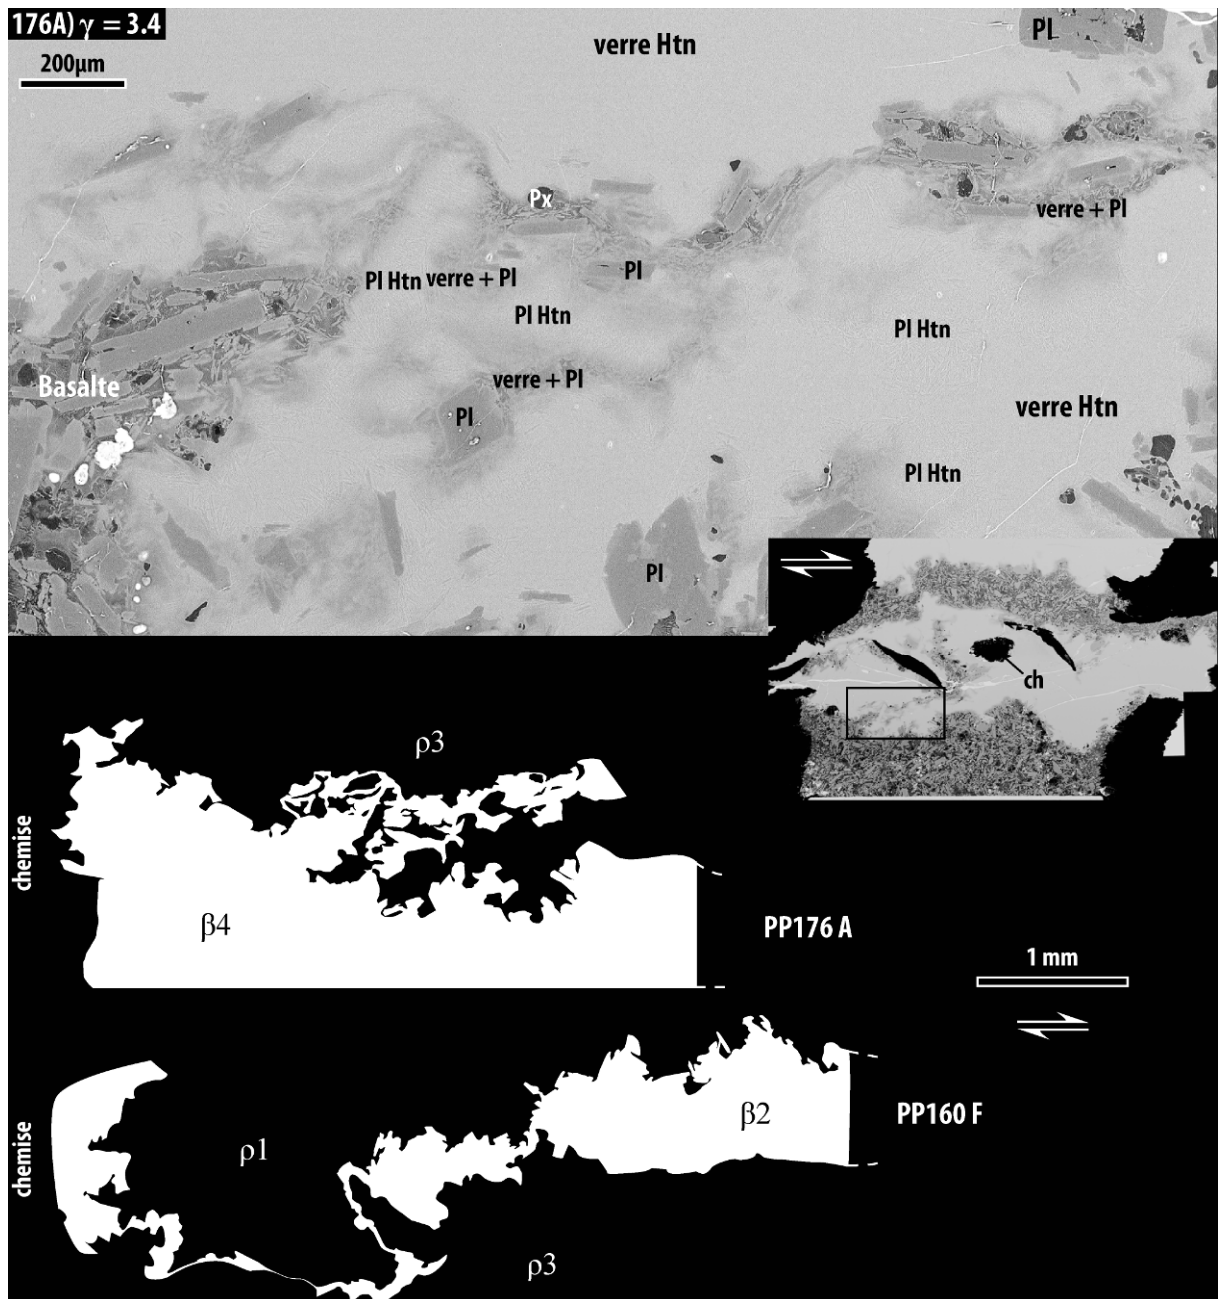 176A) γ = 3.4
200µm
verre Htn
Pl
Px
verre + Pl
Pl Htn
verre + Pl
Pl
Pl Htn
Pl Htn
Basalte
verre + Pl
Pl
verre Htn
Pl Htn
Pl
ch
ρ3
chemise
β4
PP176 A
1 mm
chemise
ρ1
β2
PP160 F
ρ3